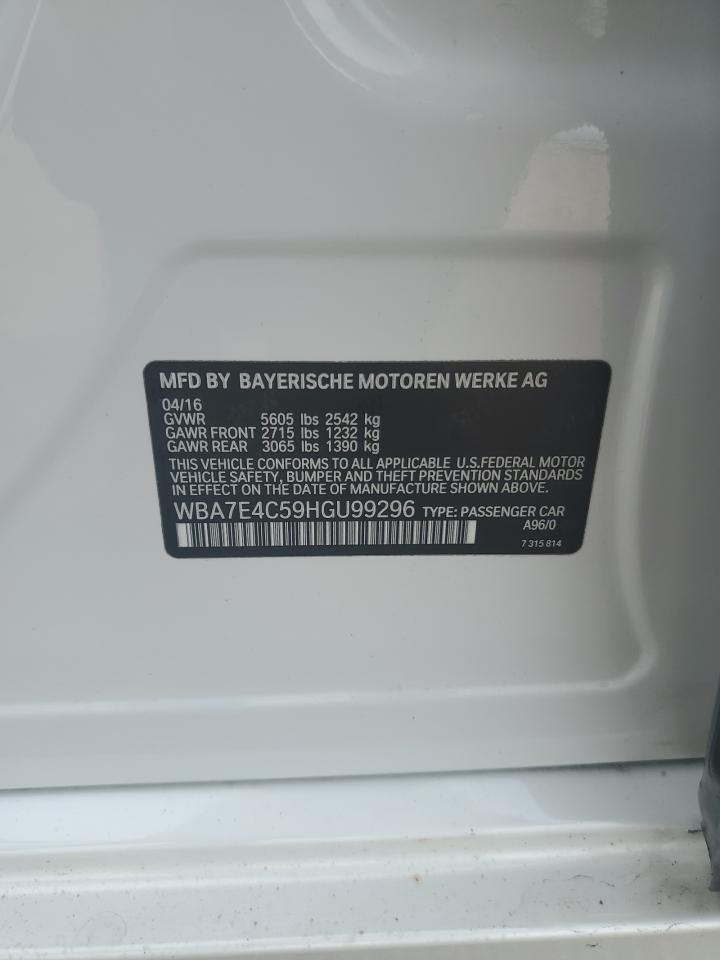 MFD BY BAYERISCHE MOTOREN WERKE AG
04/16
GVWR 5605 lbs 2542 kg
GAWR FRONT 2715 lbs 1232 kg
GAWR REAR 3065 lbs 1390 kg
THIS VEHICLE CONFORMS TO ALL APPLICABLE U.S.FEDERAL MOTOR
VEHICLE SAFETY, BUMPER AND THEFT PREVENTION STANDARDS
IN EFFECT ON THE DATE OF MANUFACTURE SHOWN ABOVE.
WBA7E4C59HGU99296 TYPE: PASSENGER CAR
A96/0
7 315 814